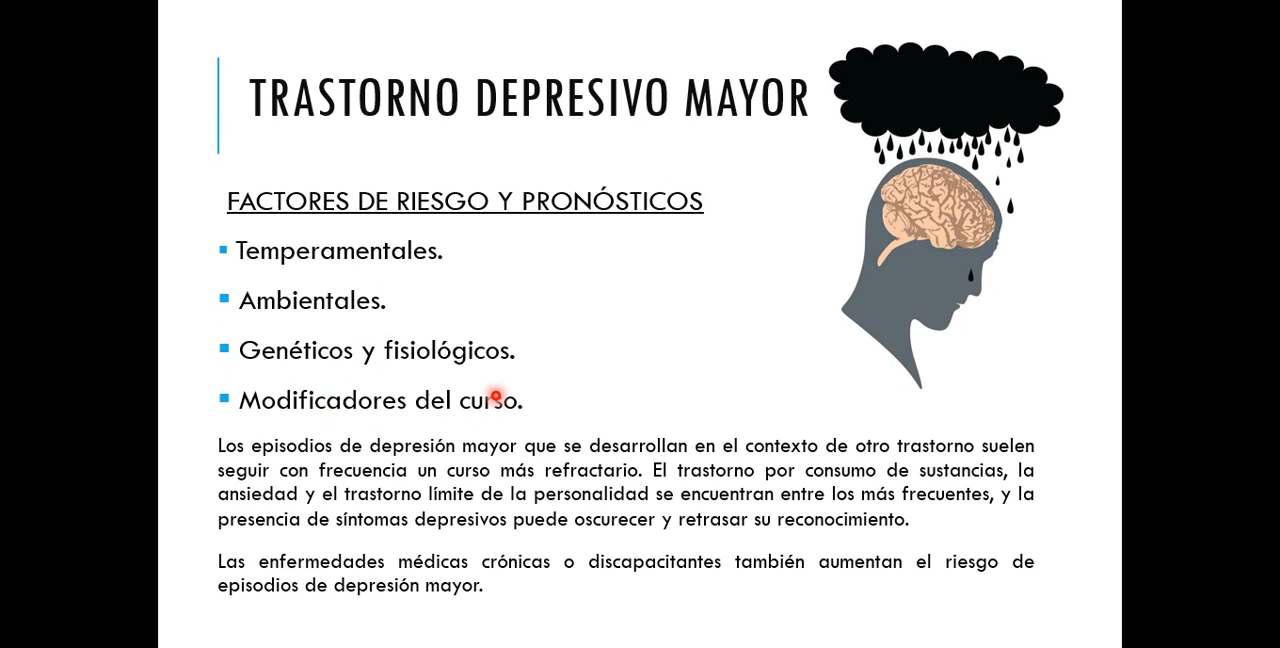 TRASTORNO DEPRESIVO MAYOR
FACTORES DE RIESGO Y PRONÓSTICOS
Temperamentales.
Ambientales.
Genéticos y fisiológicos.
Modificadores del curso.
Los episodios de depresión mayor que se desarrollan en el contexto de otro trastorno suelen
seguir con frecuencia un curso más refractario. El trastorno por consumo de sustancias, la
ansiedad y el trastorno límite de la personalidad se encuentran entre los más frecuentes, y la
presencia de síntomas depresivos puede oscurecer y retrasar su reconocimiento.
Las enfermedades médicas crónicas o discapacitantes también aumentan el riesgo de
episodios de depresión mayor.